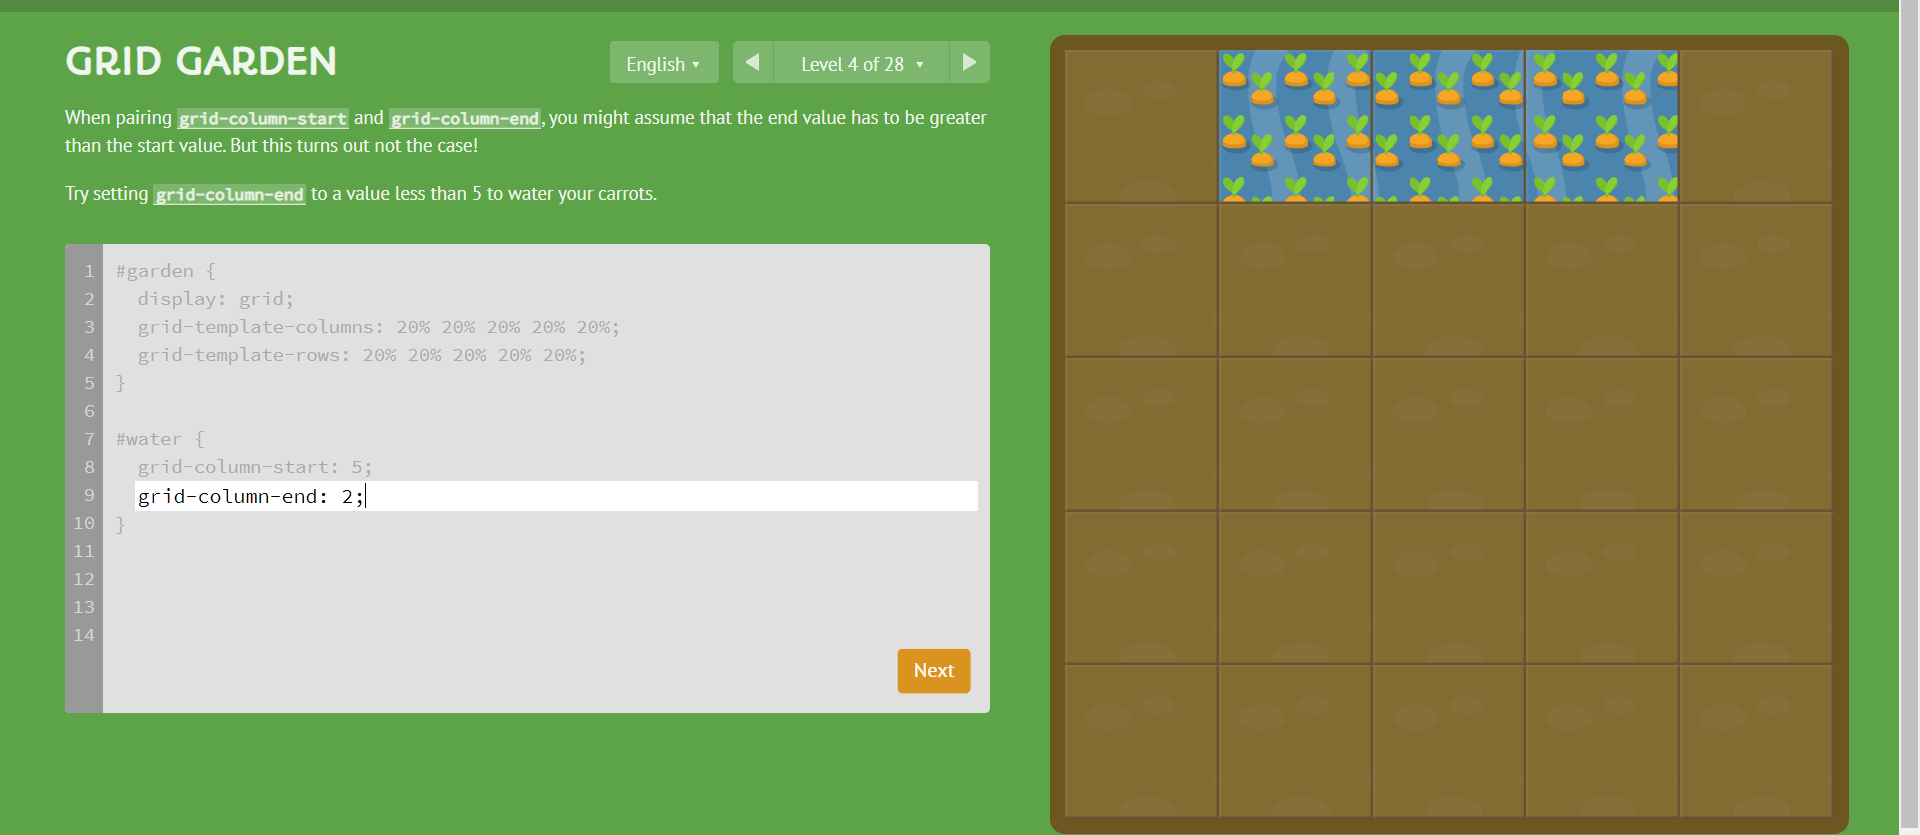 GRID GARDEN
English ▾
◀ Level 4 of 28 ▾ ▶
When pairing grid-column-start and grid-column-end, you might assume that the end value has to be greater
than the start value. But this turns out not the case!
Try setting grid-column-end to a value less than 5 to water your carrots.
1 #garden {
2   display: grid;
3   grid-template-columns: 20% 20% 20% 20% 20%;
4   grid-template-rows: 20% 20% 20% 20% 20%;
5 }
6
7 #water {
8   grid-column-start: 5;
9   grid-column-end: 2;
10 }
11
12
13
14
Next